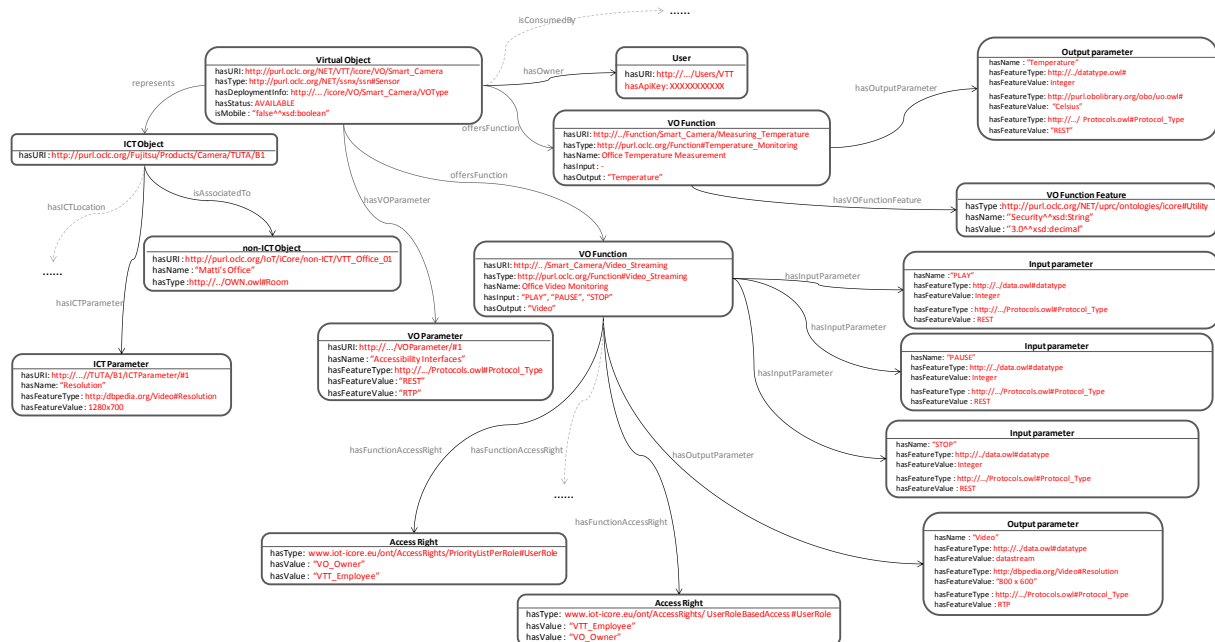 isConsumedBy
......
Virtual Object
hasURI: http://purl.oclc.org/NET/VTT/icore/VO/Smart_Camera
hasType: http://purl.oclc.org/NET/ssnx/ssn#Sensor
hasDeploymentInfo: http://... /icore/VO/Smart_Camera/VOType
hasStatus: AVAILABLE
isMobile : "false^^xsd:boolean"
hasOwner
User
hasURI: http://.../Users/VTT
hasApiKey: XXXXXXXXXXX
Output parameter
hasName : "Temperature"
hasFeatureType: http://../datatype.owl#
hasFeatureValue: Integer
hasFeatureType: http://purl.obolibrary.org/obo/uo.owl#
hasFeatureValue: "Celsius"
hasFeatureType: http://.../ Protocols.owl#Protocol_Type
hasFeatureValue: "REST"
hasOutputParameter
represents
offersFunction
VO Function
hasURI: http://../Function/Smart_Camera/Measuring_Temperature
hasType: http://purl.org/Function#Temperature_Monitoring
hasName: Office Temperature Measurement
hasInput : -
hasOutput : "Temperature"
ICT Object
hasURI: http://purl.oclc.org/Fujitsu/Products/Camera/TUTA/B1
offersFunction
hasVOFunctionFeature
VO Function Feature
hasType :http://purl.oclc.org/NET/uprc/ontologies/icore#Utility
hasName: "Security^^xsd:String"
hasValue : "3.0^^xsd:decimal"
isAssociatedTo
hasICTLocation
hasVOParameter
......
non-ICT Object
hasURI: http://purl.oclc.org/IoT/iCore/non-ICT/VTT_Office_01
hasName : "Matti's Office"
hasType: http://../OWN.owl#Room
VO Function
hasURI: http://.. /Smart_Camera/Video_Streaming
hasType: http://purl.oclc.org/Function#Video_Streaming
hasName: Office Video Monitoring
hasInput : "PLAY", "PAUSE", "STOP"
hasOutput : "Video"
hasInputParameter
Input parameter
hasName : "PLAY"
hasFeatureType: http://../data.owl#datatype
hasFeatureValue: Integer
hasFeatureType : http://.../Protocols.owl#Protocol_Type
hasFeatureValue : REST
hasICTParameter
hasInputParameter
VO Parameter
hasURI: http://.../VOParameter/#1
hasName : "Accessibility Interfaces"
hasFeatureType: http://.../Protocols.owl#Protocol_Type
hasFeatureValue: "REST"
hasFeatureValue : "RTP"
Input parameter
hasName: "PAUSE"
hasFeatureType: http://../data.owl#datatype
hasFeatureValue: Integer
hasFeatureType : http://.../Protocols.owl#Protocol_Type
hasFeatureValue : REST
ICT Parameter
hasURI: http://...//TUTA/B1/ICTParameter/#1
hasName: "Resolution"
hasFeatureType: http:/dbpedia.org/Video#Resolution
hasFeatureValue: 1280x700
hasInputParameter
Input parameter
hasName: "STOP"
hasFeatureType: http://../data.owl#datatype
hasFeatureValue: Integer
hasFeatureType : http://.../Protocols.owl#Protocol_Type
hasFeatureValue : REST
hasFunctionAccessRight
hasFunctionAccessRight
hasOutputParameter
......
hasFunctionAccessRight
Output parameter
hasName : "Video"
hasFeatureType: http://../data.owl#datatype
hasFeatureValue: datastream
hasFeatureType: http:/dbpedia.org/Video#Resolution
hasFeatureValue: "800 x 600"
hasFeatureType : http://.../Protocols.owl#Protocol_Type
hasFeatureValue : RTP
Access Right
hasType: www.iot-icore.eu/ont/AccessRights/PriorityListPerRole#UserRole
hasValue : "VO_Owner"
hasValue : "VTT_Employee"
Access Right
hasType: www.iot-icore.eu/ont/AccessRights/ UserRoleBasedAccess #UserRole
hasValue : "VTT_Employee"
hasValue : "VO_Owner"